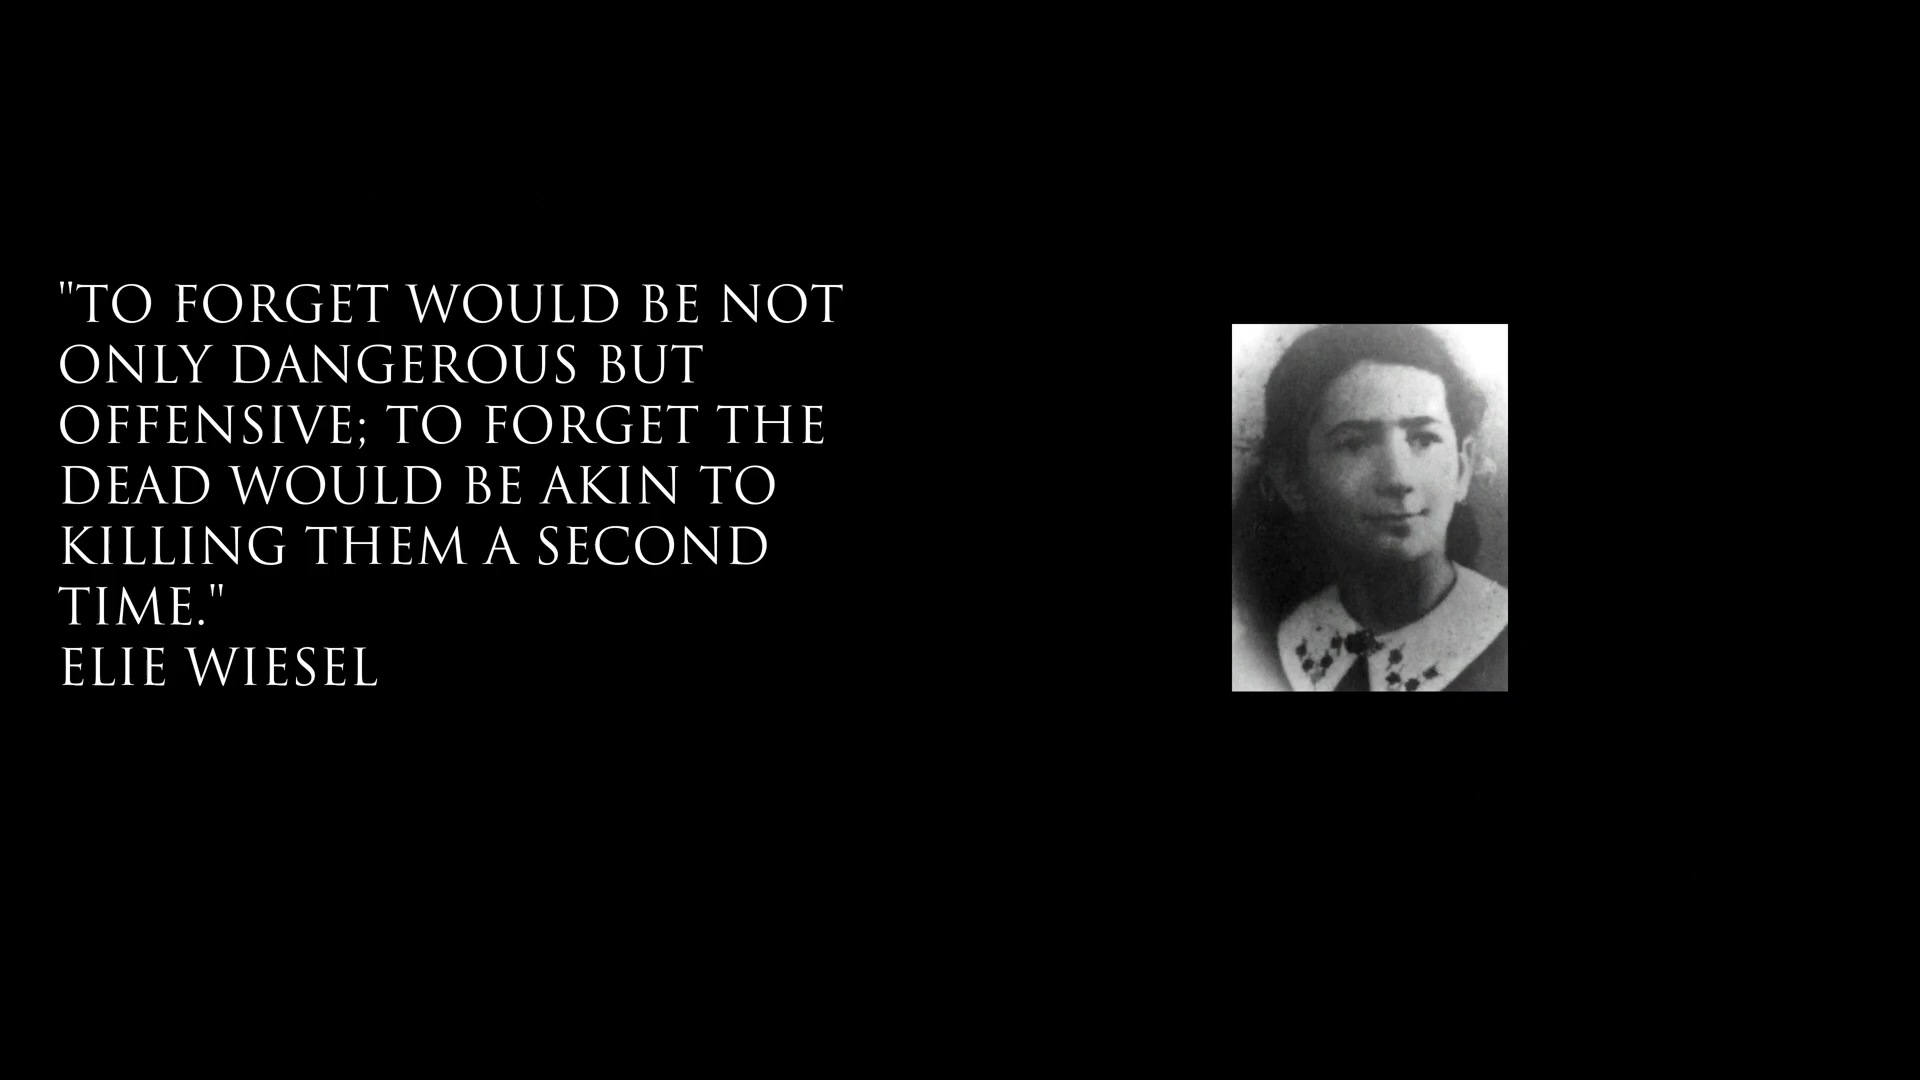 "TO FORGET WOULD BE NOT
ONLY DANGEROUS BUT
OFFENSIVE; TO FORGET THE
DEAD WOULD BE AKIN TO
KILLING THEM A SECOND
TIME."
ELIE WIESEL